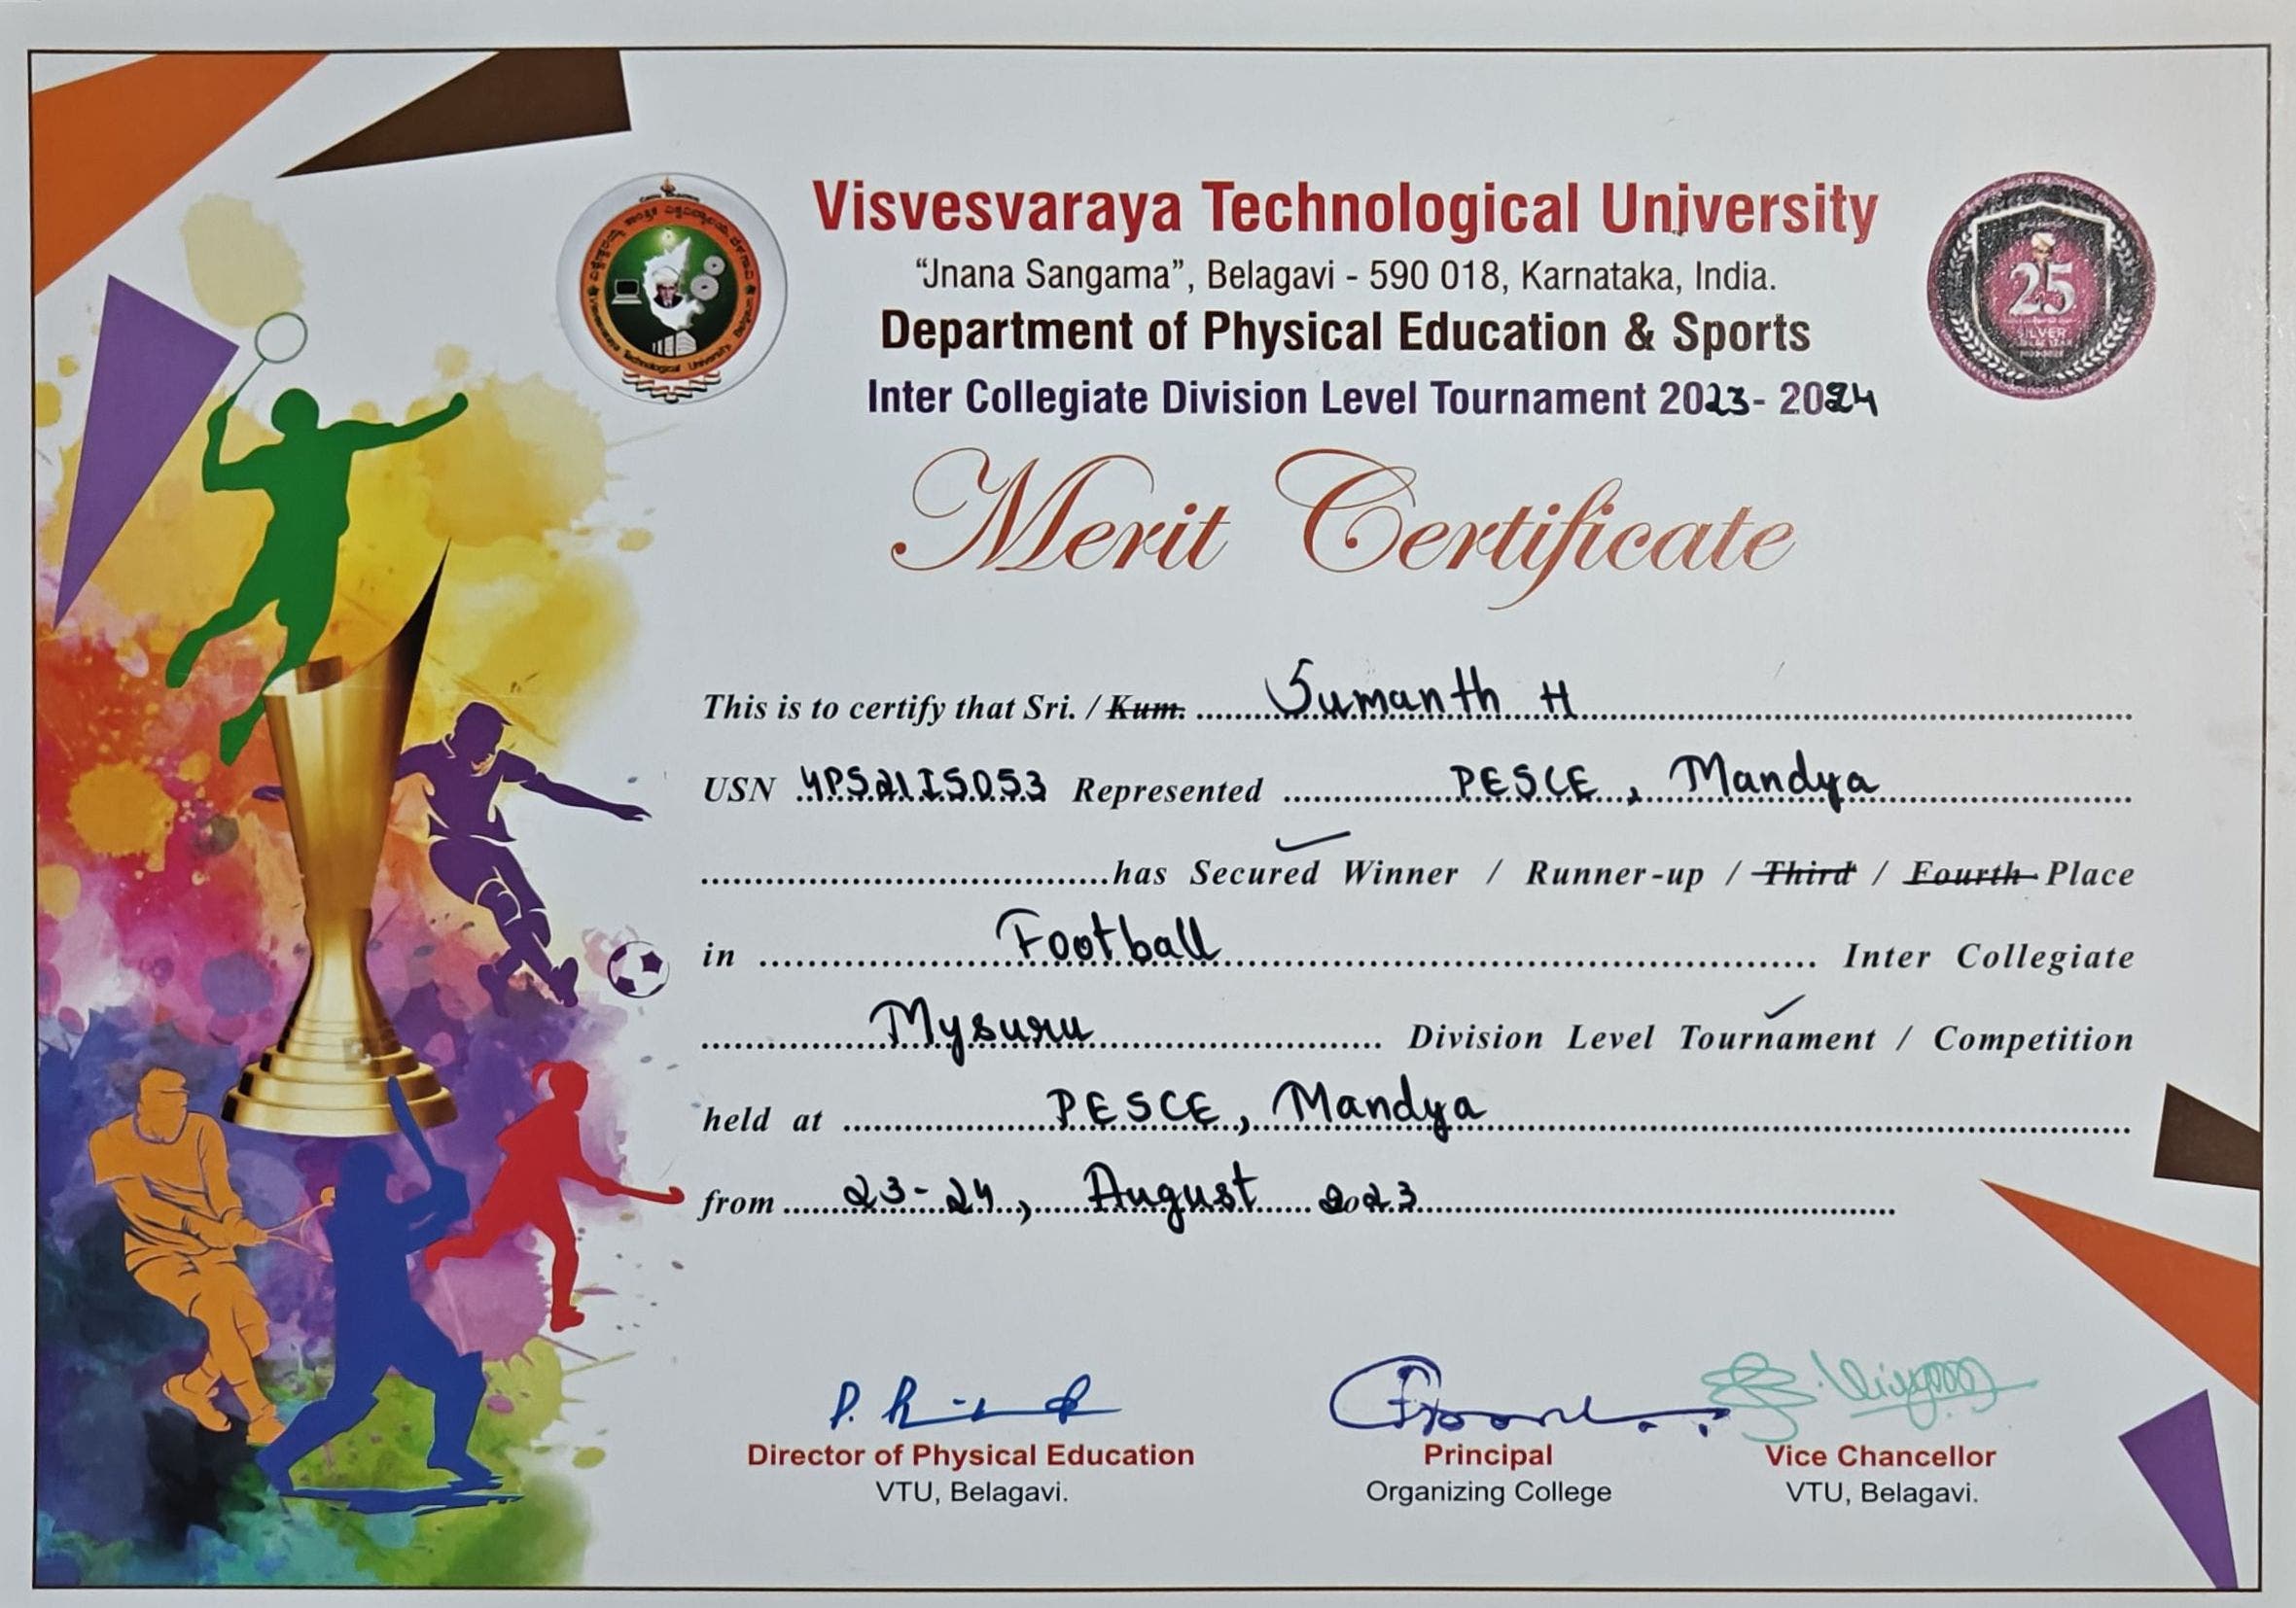 Visvesvaraya Technological University
"Jnana Sangama", Belagavi - 590 018, Karnataka, India.
Department of Physical Education & Sports
Inter Collegiate Division Level Tournament 2023- 2024
25
SILVER
Merit Certificate
This is to certify that Sri. / Kum. Sumanth H
USN 4PS21IS053 Represented PESCE, Mandya
has Secured Winner / Runner-up / Third / Fourth Place
in Football Inter Collegiate
Mysuru Division Level Tournament / Competition
held at PESCE, Mandya
from 23-24, August 2023
Director of Physical Education
VTU, Belagavi.
Principal
Organizing College
Vice Chancellor
VTU, Belagavi.